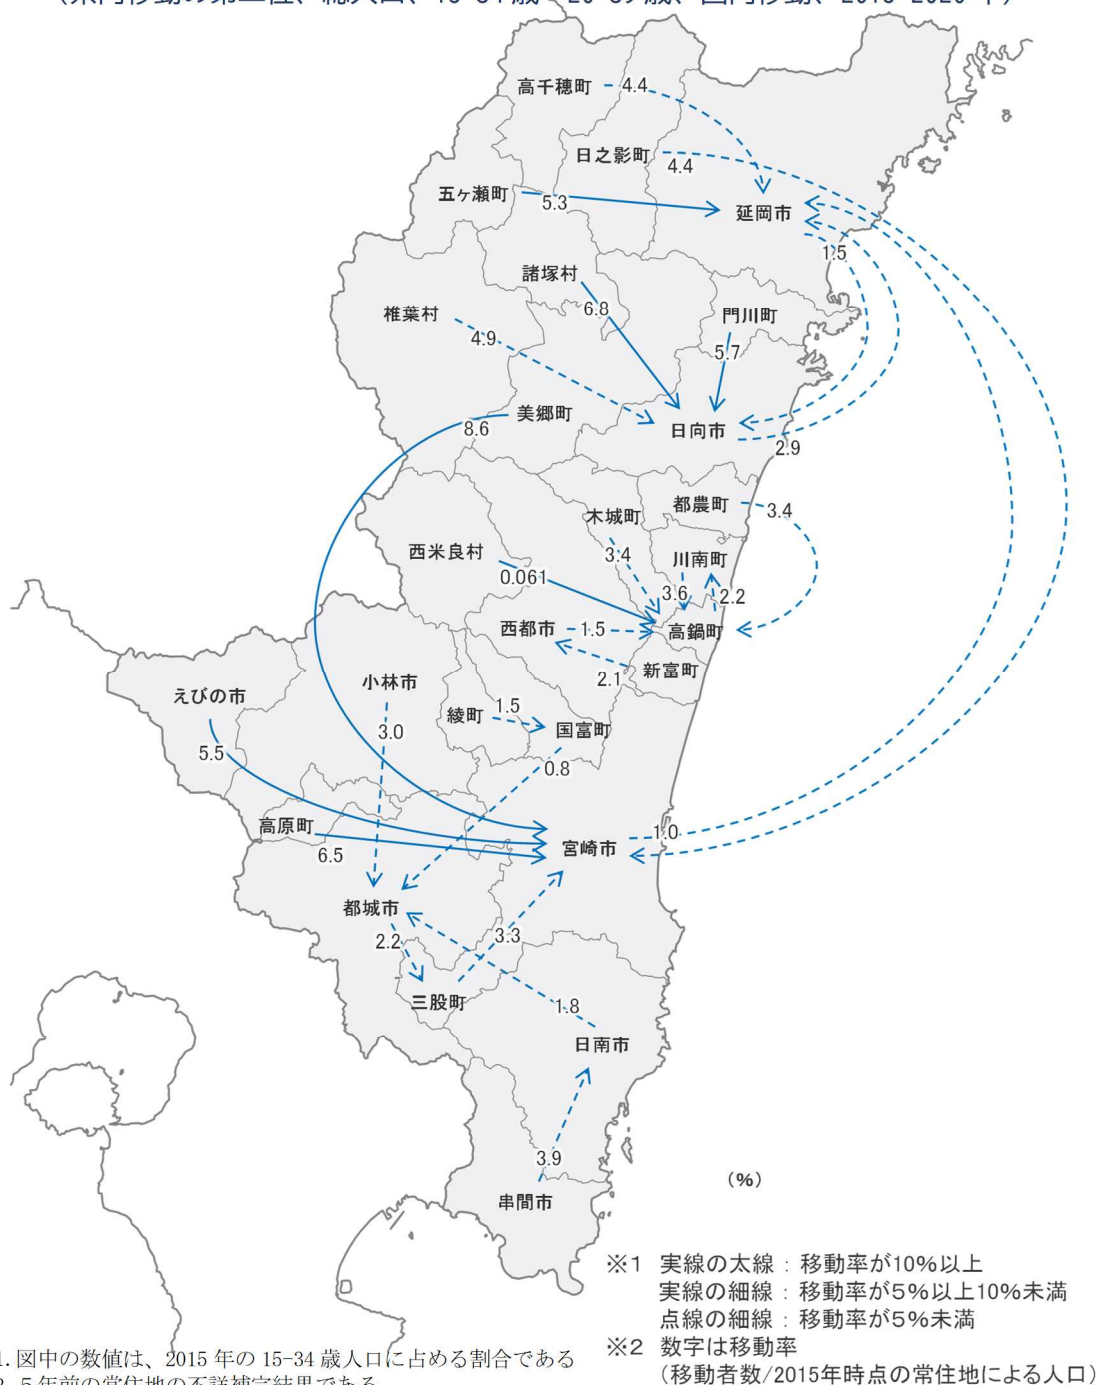 高千穂町
4.4
日之影町
4.4
五ヶ瀬町
5.3
延岡市
1.5
諸塚村
6.8
椎葉村
4.9
門川町
5.7
美郷町
8.6
日向市
2.9
都農町
3.4
木城町
3.4
西米良村
0.061
川南町
3.6
2.2
西都市
1.5
高鍋町
新富町
2.1
えびの市
5.5
小林市
3.0
綾町
1.5
国富町
0.8
高原町
6.5
宮崎市
1.0
都城市
2.2
3.3
三股町
1.8
日南市
3.9
串間市
(%)
※1 実線の太線:移動率が10%以上
実線の細線:移動率が5%以上10%未満
点線の細線:移動率が5%未満
※2 数字は移動率
(移動者数/2015年時点の常住地による人口)
1.図中の数値は、2015 年の 15-34 歳人口に占める割合である